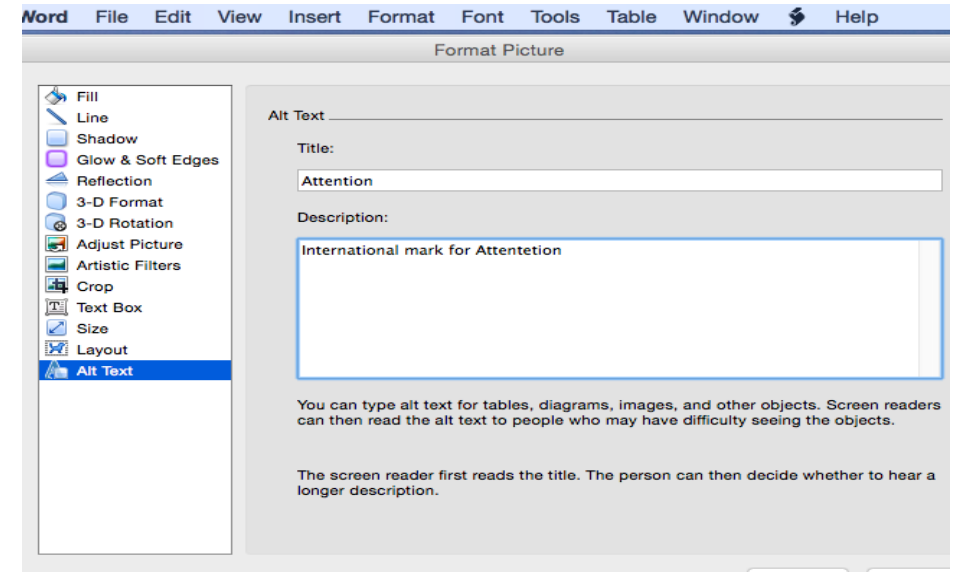 Word File Edit View Insert Format Font Tools Table Window Help
Format Picture
Fill
Line
Shadow
Glow & Soft Edges
Reflection
3-D Format
3-D Rotation
Adjust Picture
Artistic Filters
Crop
Text Box
Size
Layout
Alt Text
Alt Text
Title:
Attention
Description:
International mark for Attentetion
You can type alt text for tables, diagrams, images, and other objects. Screen readers
can then read the alt text to people who may have difficulty seeing the objects.
The screen reader first reads the title. The person can then decide whether to hear a
longer description.